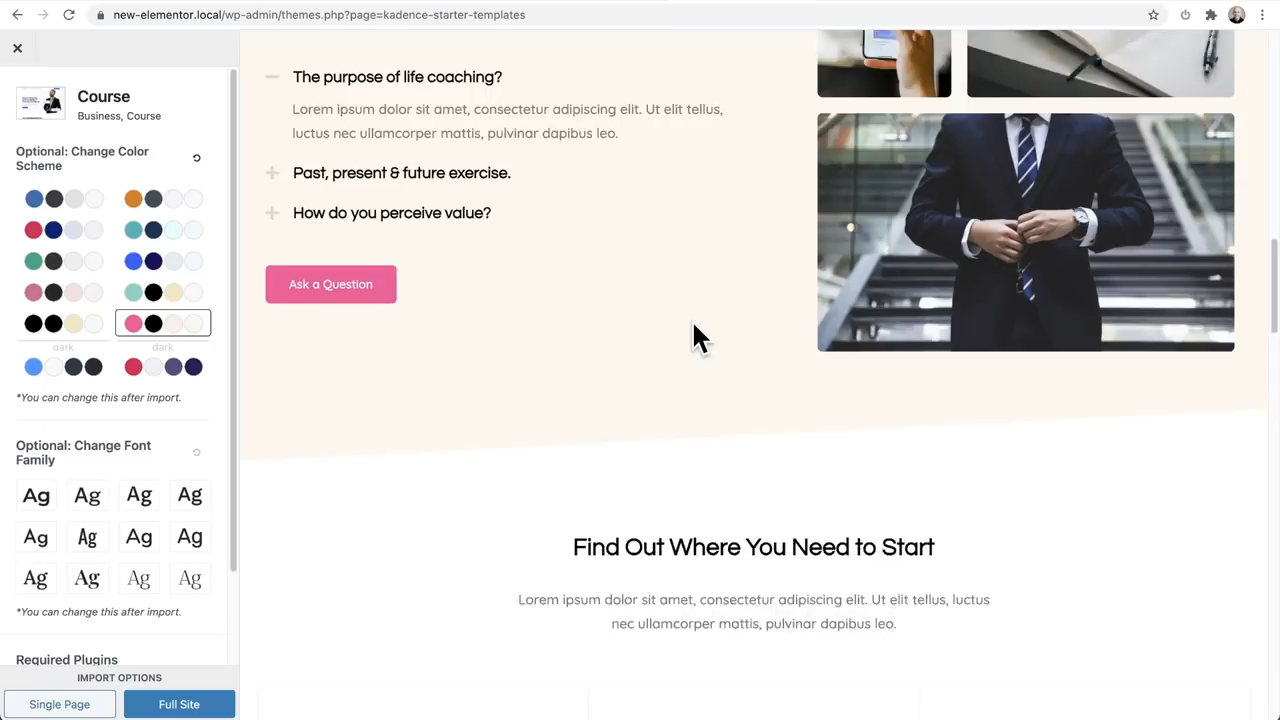 new-elementor.local/wp-admin/themes.php?page=kadence-starter-templates
Course
Business, Course
Optional: Change Color
Scheme
dark
dark
*You can change this after import.
Optional: Change Font
Family
Ag Ag Ag Ag
Ag Ag Ag Ag
Ag Ag Ag Ag
*You can change this after import.
Required Plugins
IMPORT OPTIONS
Single Page
Full Site
The purpose of life coaching?
Lorem ipsum dolor sit amet, consectetur adipiscing elit. Ut elit tellus,
luctus nec ullamcorper mattis, pulvinar dapibus leo.
Past, present & future exercise.
How do you perceive value?
Ask a Question
Find Out Where You Need to Start
Lorem ipsum dolor sit amet, consectetur adipiscing elit. Ut elit tellus, luctus
nec ullamcorper mattis, pulvinar dapibus leo.